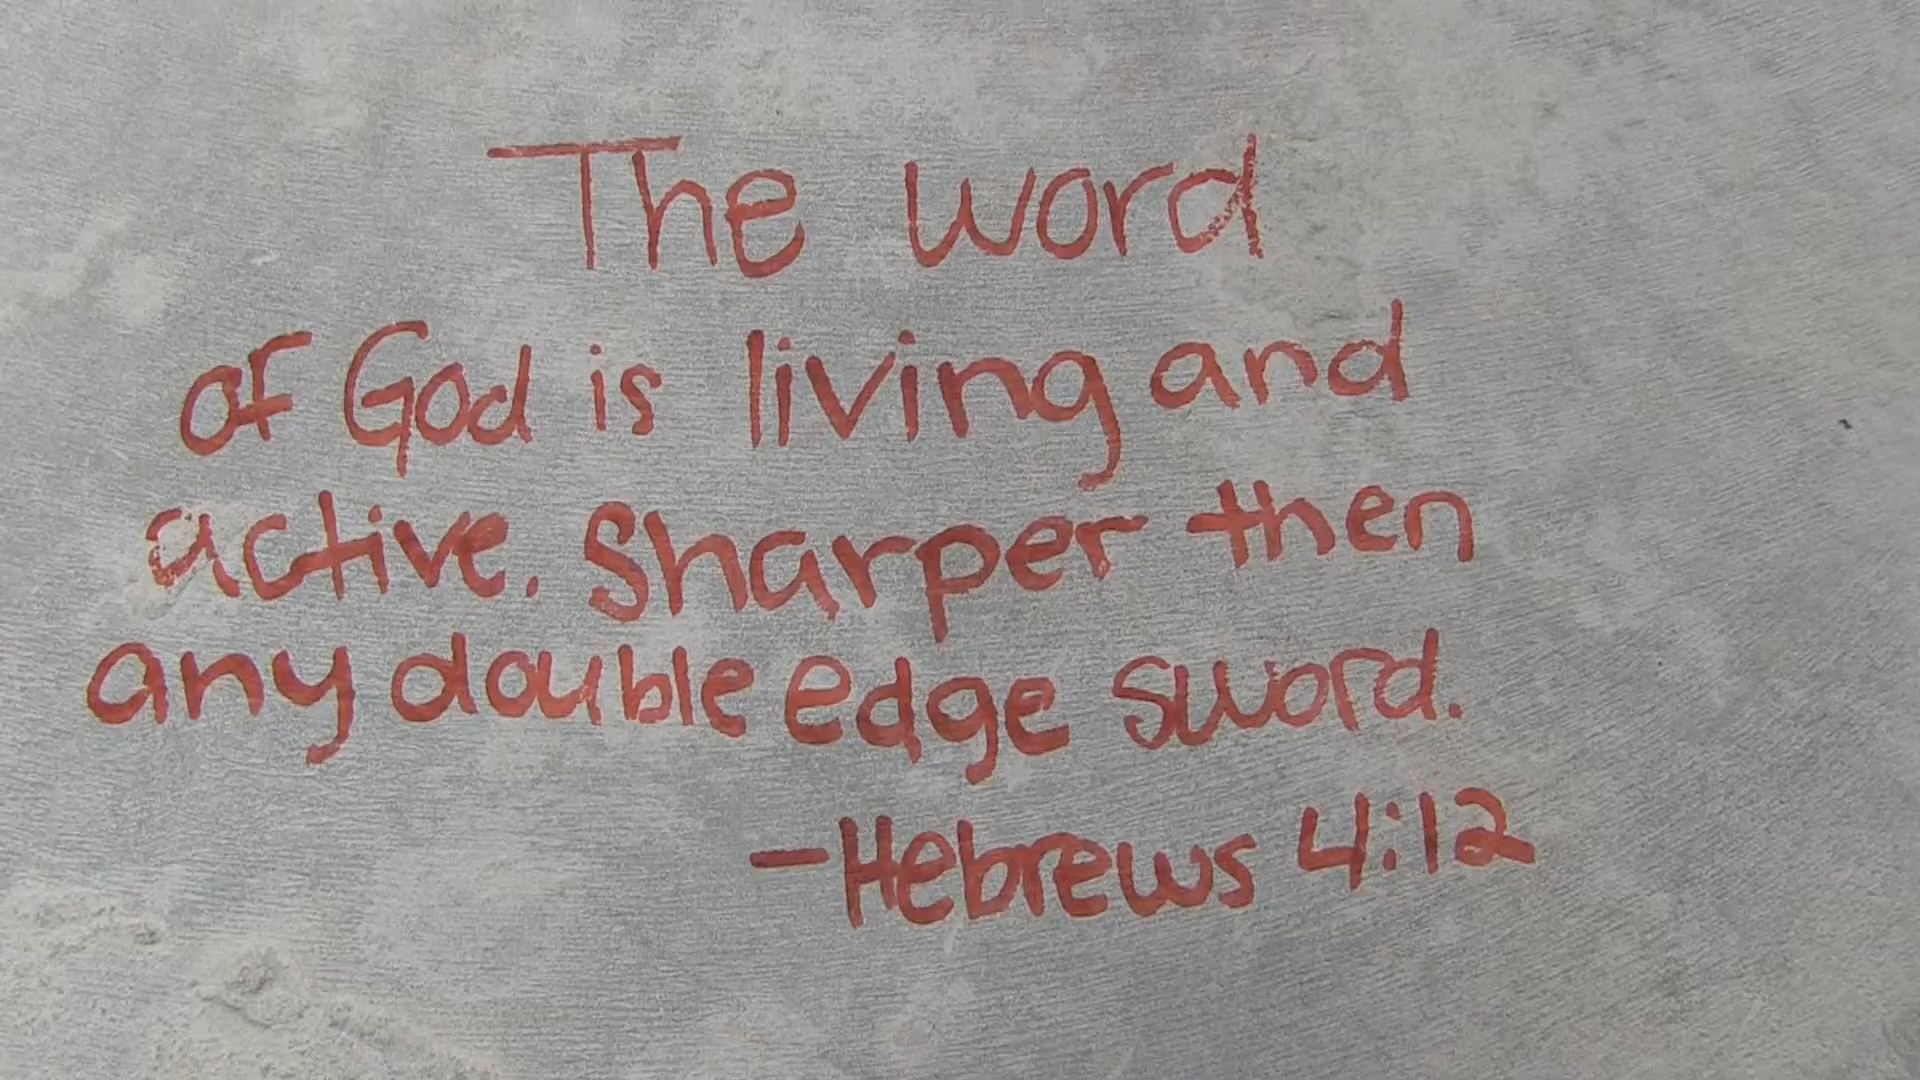 The word
of God is living and
active. Sharper then
any double edge sword.
-Hebrews 4:12